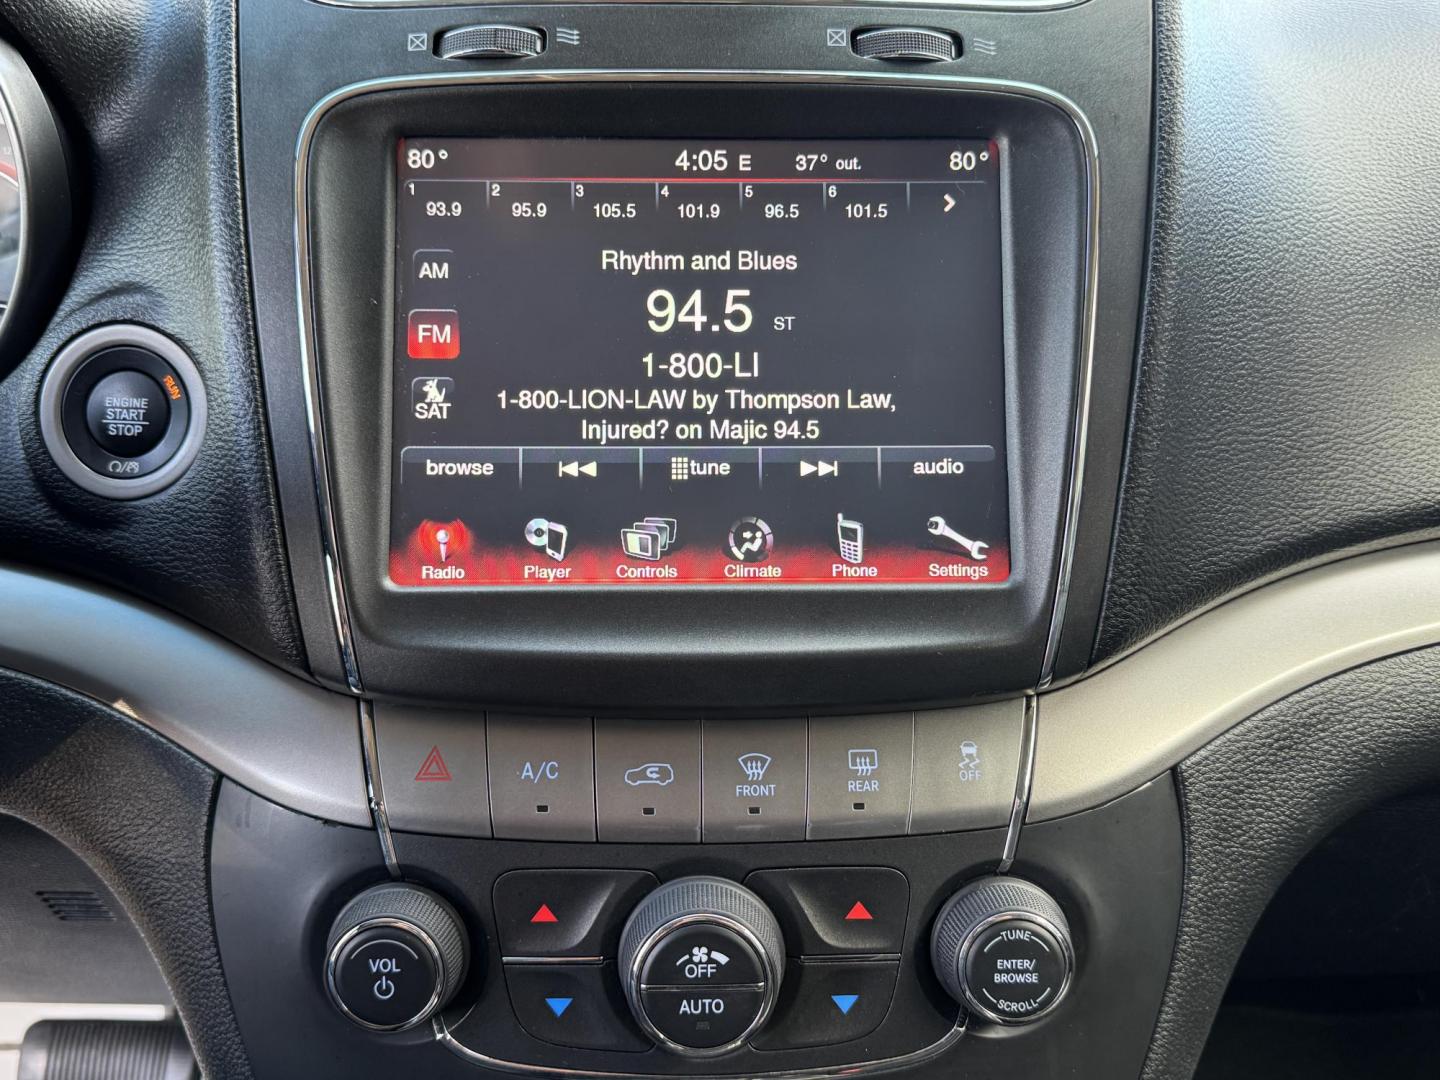 80° 4:05 E 37° out. 80°
1 2 3 4 5 6
93.9 95.9 105.5 101.9 96.5 101.5
AM
Rhythm and Blues
94.5 ST
FM
1-800-LI
SAT
1-800-LION-LAW by Thompson Law,
Injured? on Majic 94.5
browse tune audio
Radio Player Controls Climate Phone Settings
RUN
ENGINE
START
STOP
A/C
FRONT
REAR
OFF
VOL
OFF
AUTO
TUNE
ENTER/
BROWSE
SCROLL